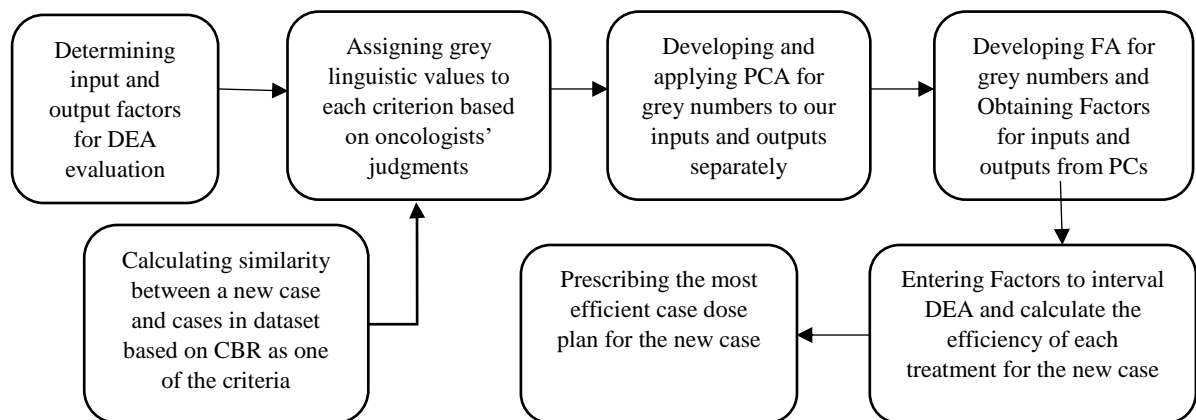 Determining
input and
output factors
for DEA
evaluation
Assigning grey
linguistic values to
each criterion based
on oncologists’
judgments
Developing and
applying PCA for
grey numbers to our
inputs and outputs
separately
Developing FA for
grey numbers and
Obtaining Factors
for inputs and
outputs from PCs
Calculating similarity
between a new case
and cases in dataset
based on CBR as one
of the criteria
Prescribing the most
efficient case dose
plan for the new case
Entering Factors to interval
DEA and calculate the
efficiency of each
treatment for the new case